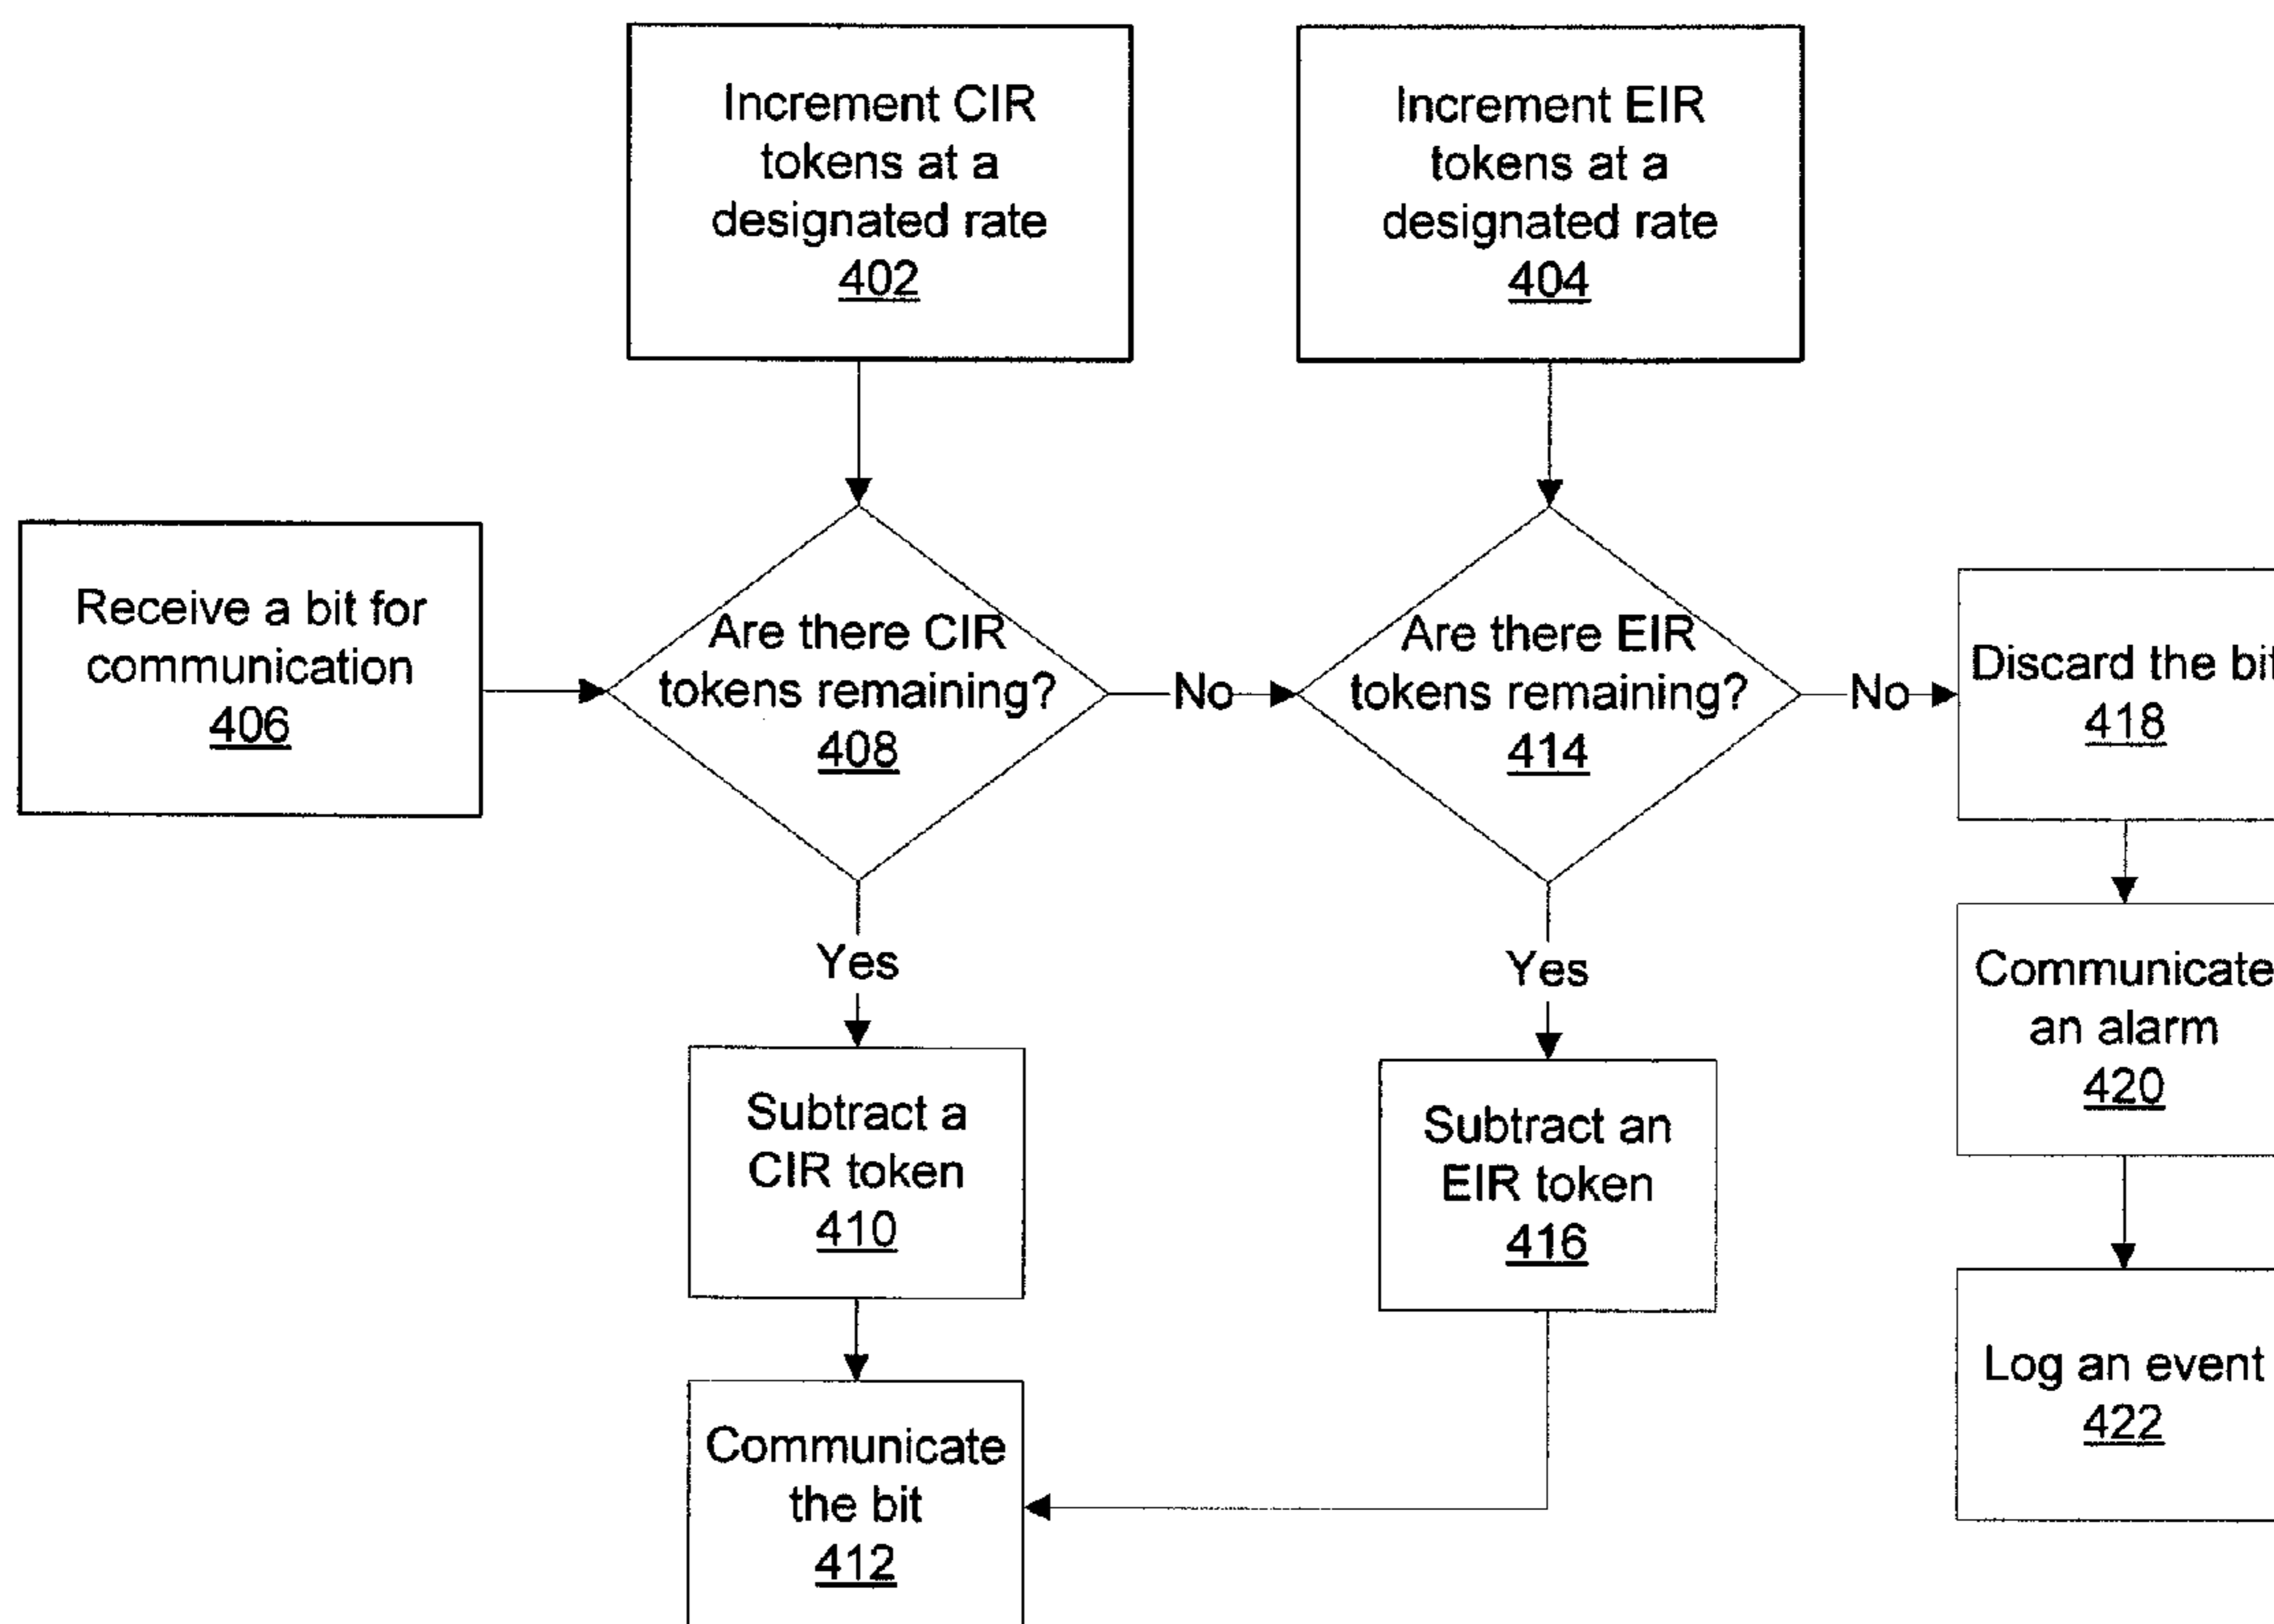 Increment CIR
tokens at a
designated rate
402
Increment EIR
tokens at a
designated rate
404
Receive a bit for
communication
406
Are there CIR
tokens remaining?
408
No
Are there EIR
tokens remaining?
414
No
Discard the bit
418
Yes
Yes
Communicate
an alarm
420
Subtract a
CIR token
410
Subtract an
EIR token
416
Log an event
422
Communicate
the bit
412